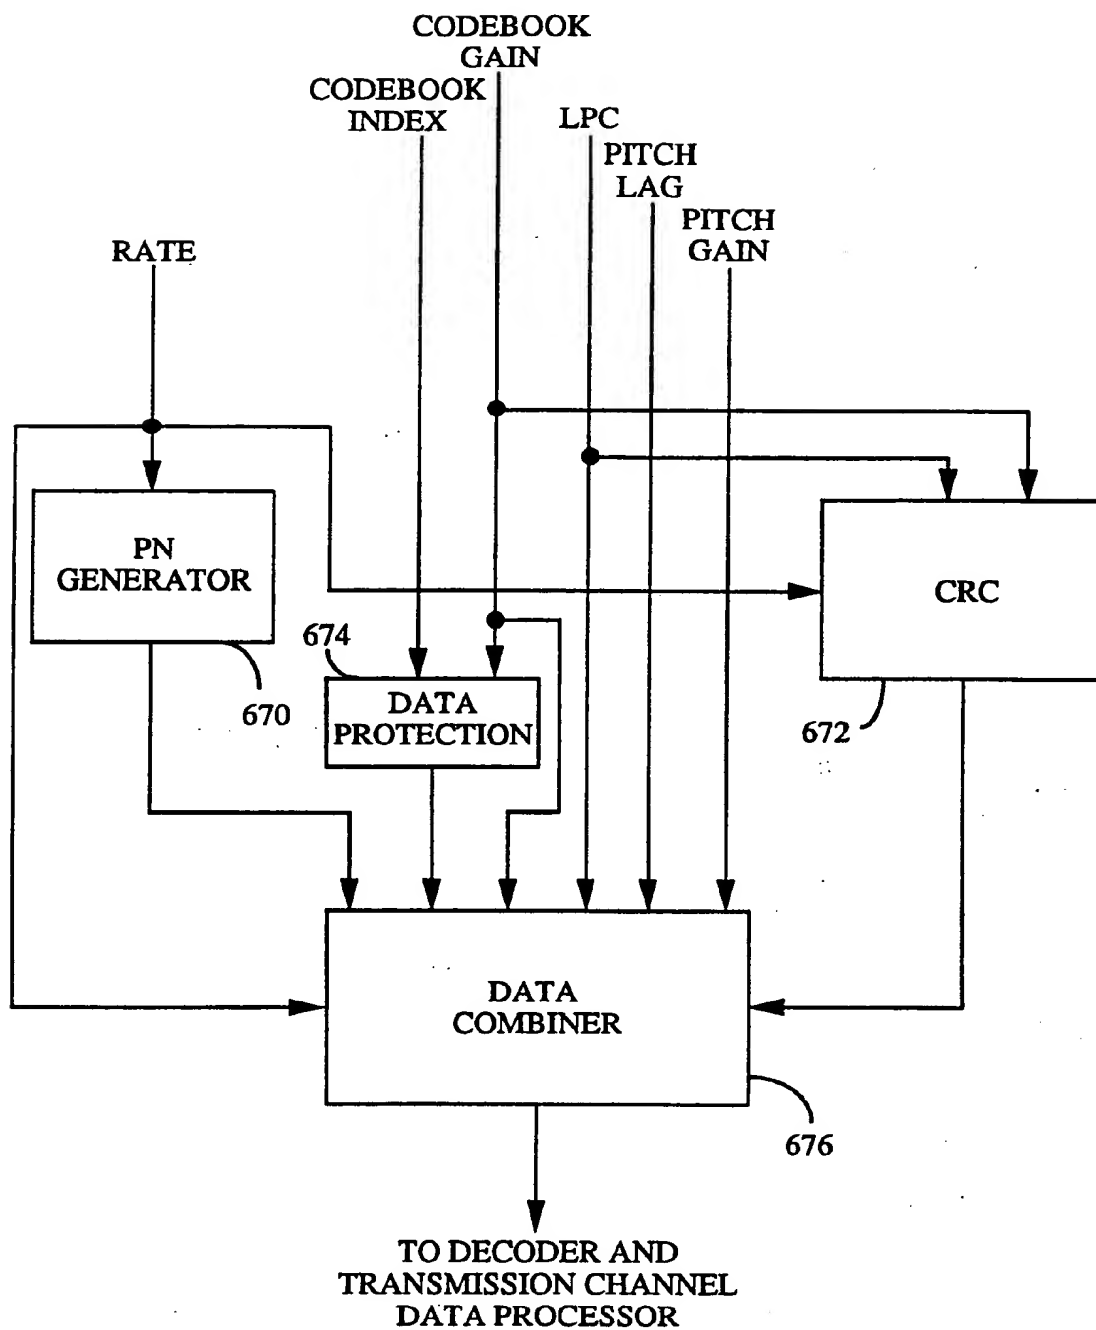 CODEBOOK
GAIN
CODEBOOK
INDEX
LPC
PITCH
LAG
PITCH
GAIN
RATE
PN
GENERATOR
670
674
DATA
PROTECTION
CRC
672
DATA
COMBINER
676
TO DECODER AND
TRANSMISSION CHANNEL
DATA PROCESSOR